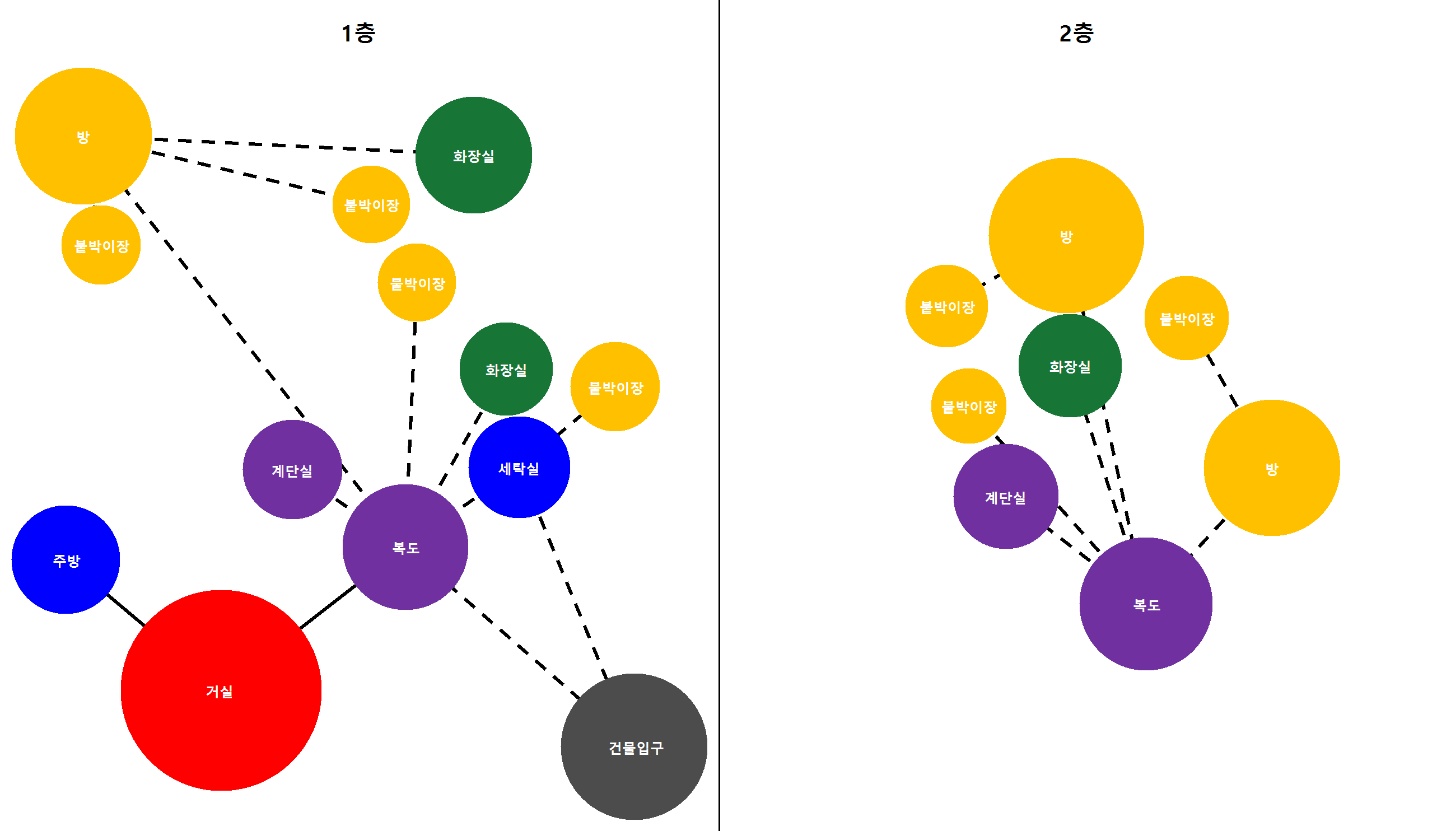 1층
2층
방
화장실
붙박이장
붙박이장
붙박이장
화장실
붙박이장
계단실
세탁실
주방
복도
거실
건물입구
방
붙박이장
붙박이장
화장실
붙박이장
계단실
방
복도